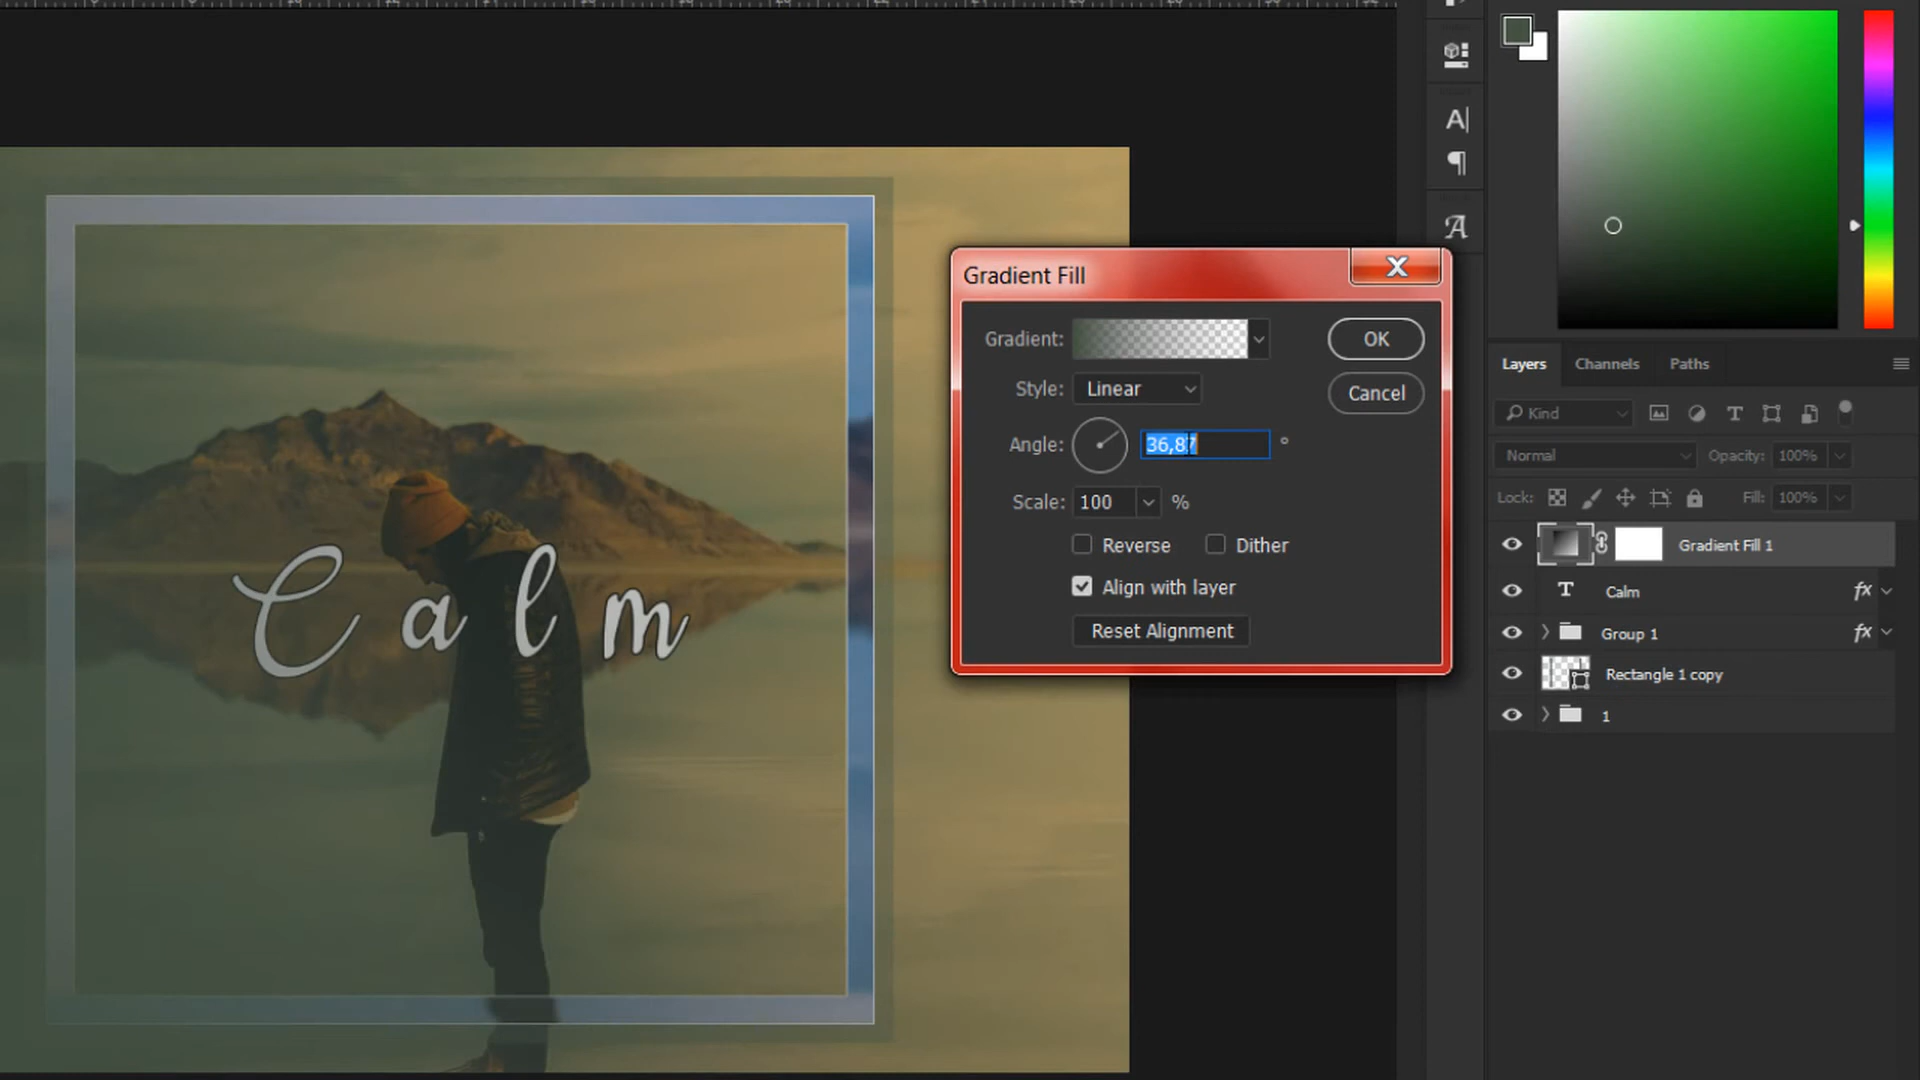 Gradient Fill
Gradient:
OK
Style: Linear
Cancel
Angle: 36,87 °
Scale: 100 %
Reverse Dither
Align with layer
Reset Alignment
Calm
A|
¶
A
Layers Channels Paths
Kind
T
Normal Opacity: 100%
Lock: Fill: 100%
Gradient Fill 1
T Calm fx
Group 1 fx
Rectangle 1 copy
1